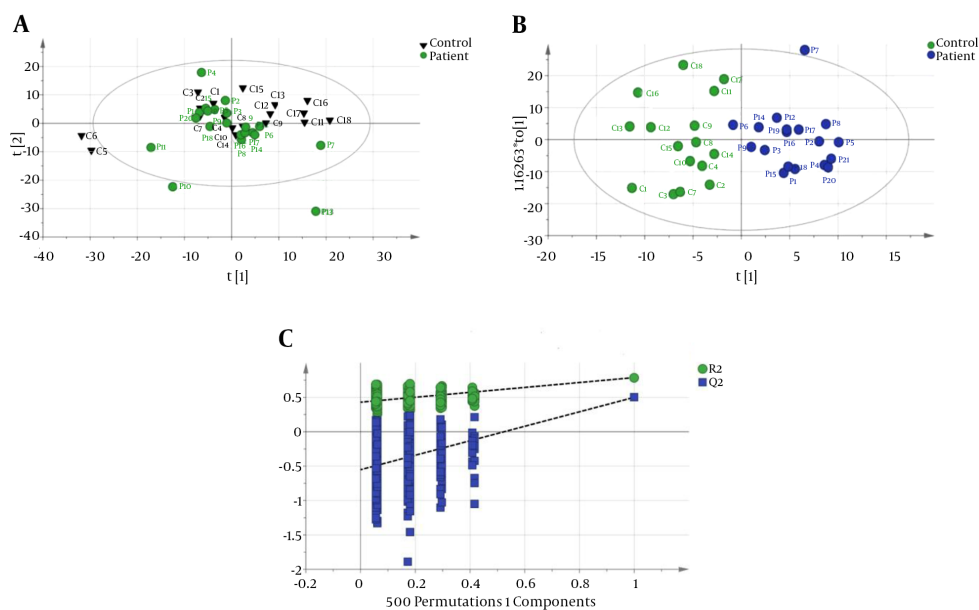 A
Control
Patient
t [2]
20
10
0
-10
-20
-30
-40
P4
C3
C1
C15
C13
C16
P2
C12
C17
C11
C18
C9
C6
C5
P11
P10
P20
P3
C8
C7
C4
P18
C10
C14
P16
P8
P17
P14
P6
P7
P13
-40
-20
-10
0
10
20
30
t [1]
B
Control
Patient
1.16263*to[1]
20
10
0
-10
-20
-30
C18
C17
C16
C11
C13
C12
C9
C15
C8
C14
C10
C4
C1
C3
C7
C2
P7
P6
P14
P12
P19
P17
P16
P8
P9
P3
P2
P5
P21
P4
P15
P1
18
P20
-20
-15
-10
-5
0
5
10
15
t [1]
C
R2
Q2
0.5
0
-0.5
-1
-1.5
-2
-0.2
0
0.2
0.4
0.6
0.8
1
500 Permutations 1 Components